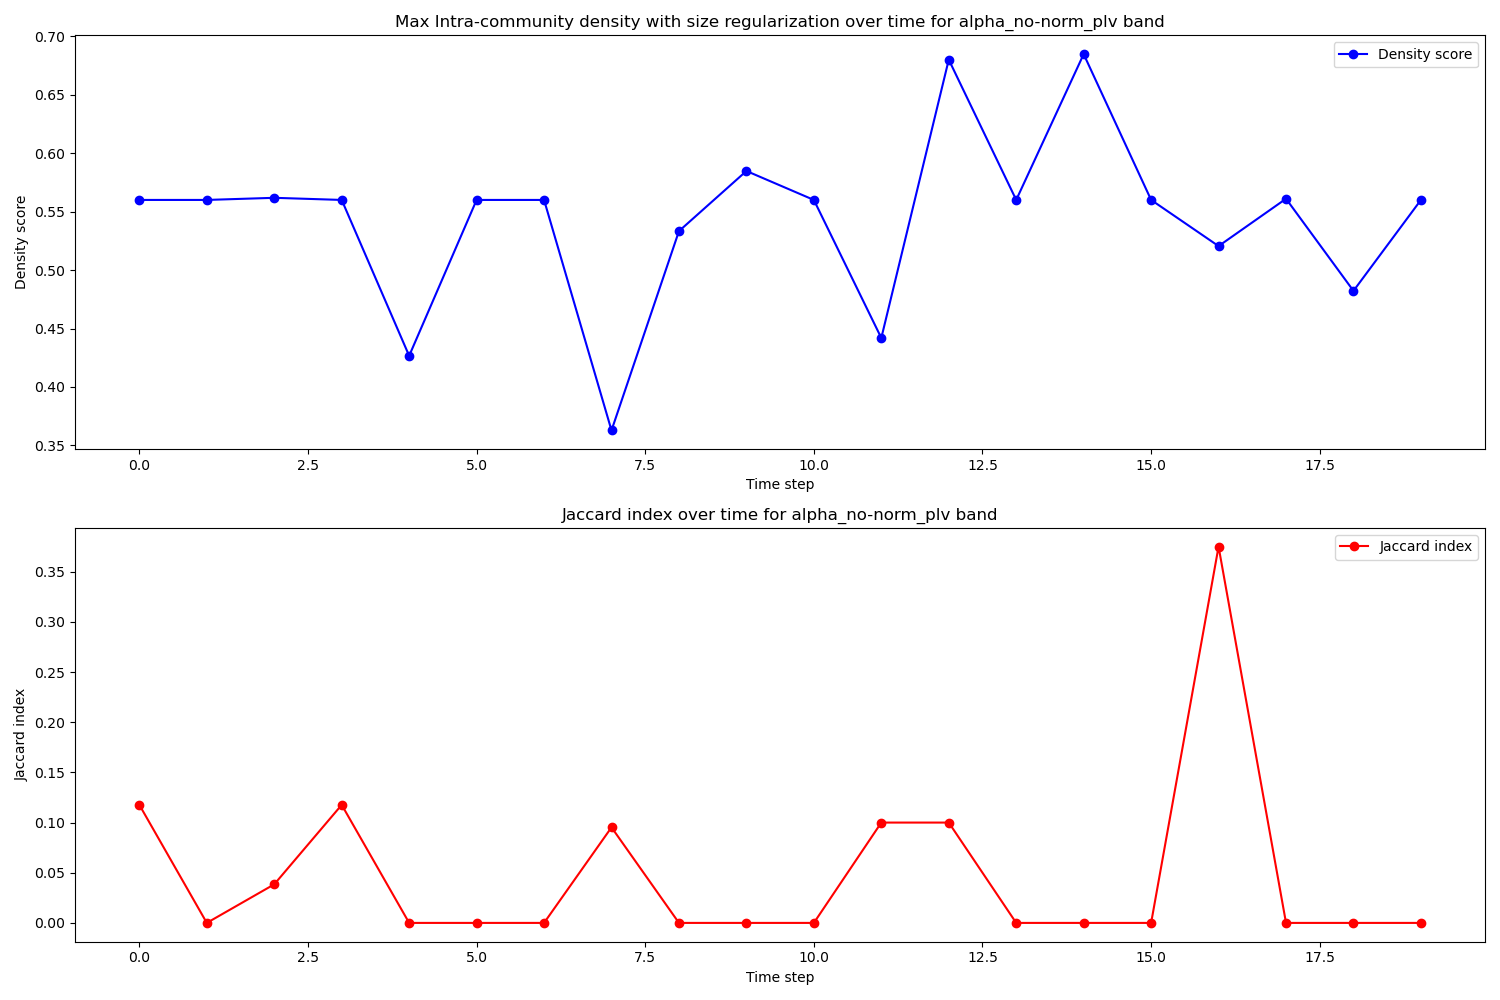 Max Intra-community density with size regularization over time for alpha_no-norm_plv band
0.70
0.65
0.60
0.55
0.50
0.45
0.40
0.35
Density score
Density score
0.0 2.5 5.0 7.5 10.0 12.5 15.0 17.5
Time step
Jaccard index over time for alpha_no-norm_plv band
0.35
0.30
0.25
0.20
0.15
0.10
0.05
0.00
Jaccard index
Jaccard index
0.0 2.5 5.0 7.5 10.0 12.5 15.0 17.5
Time step